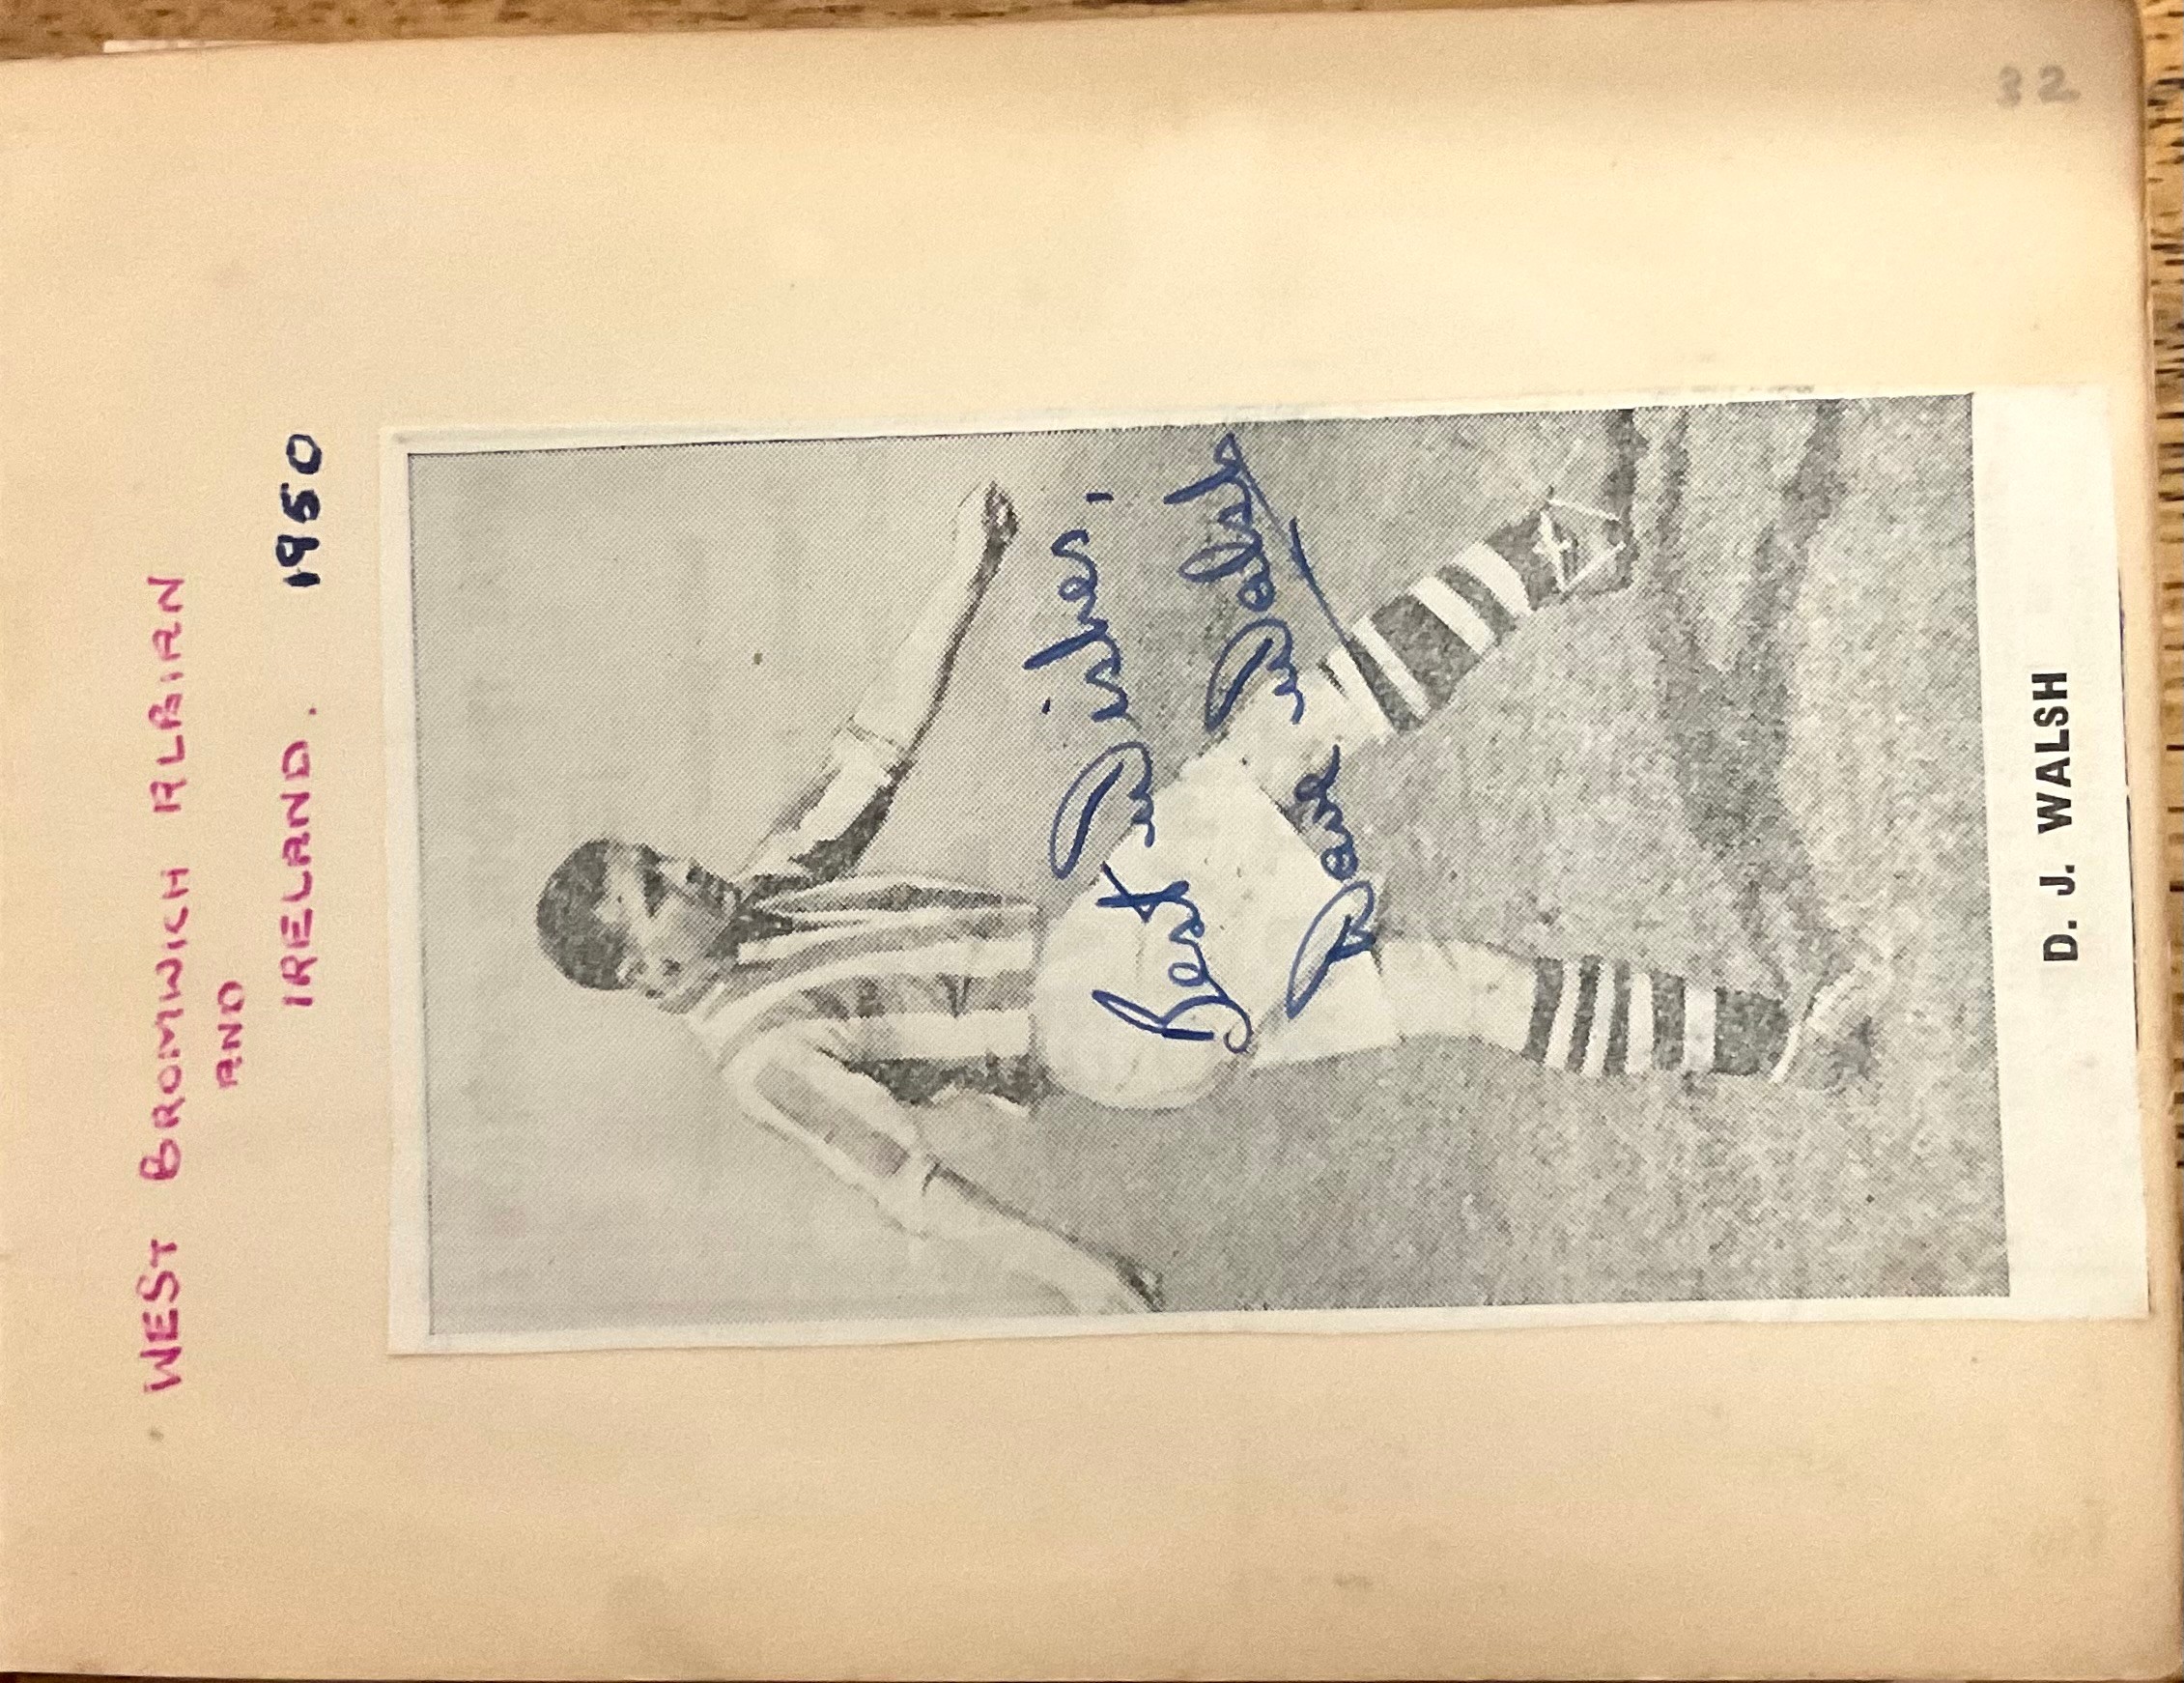 WEST BROMWICH ALBIAN
AND
IRELAND. 1950
Best Wishes.
Dave Walsh
D. J. WALSH
32